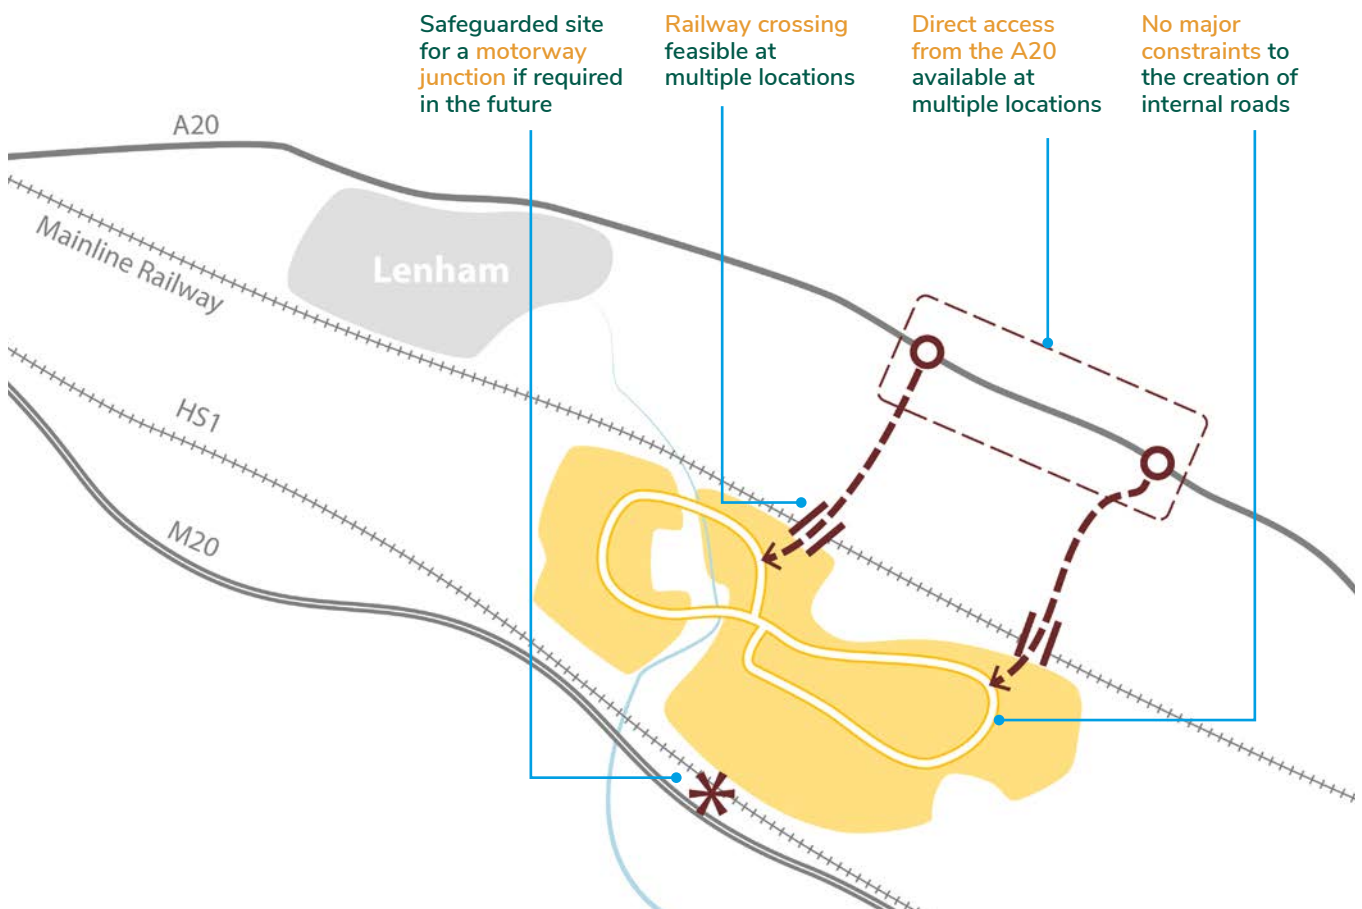 Safeguarded site
for a motorway
junction if required
in the future
Railway crossing
feasible at
multiple locations
Direct access
from the A20
available at
multiple locations
No major
constraints to
the creation of
internal roads
A20
Mainline Railway
Lenham
HS1
M20